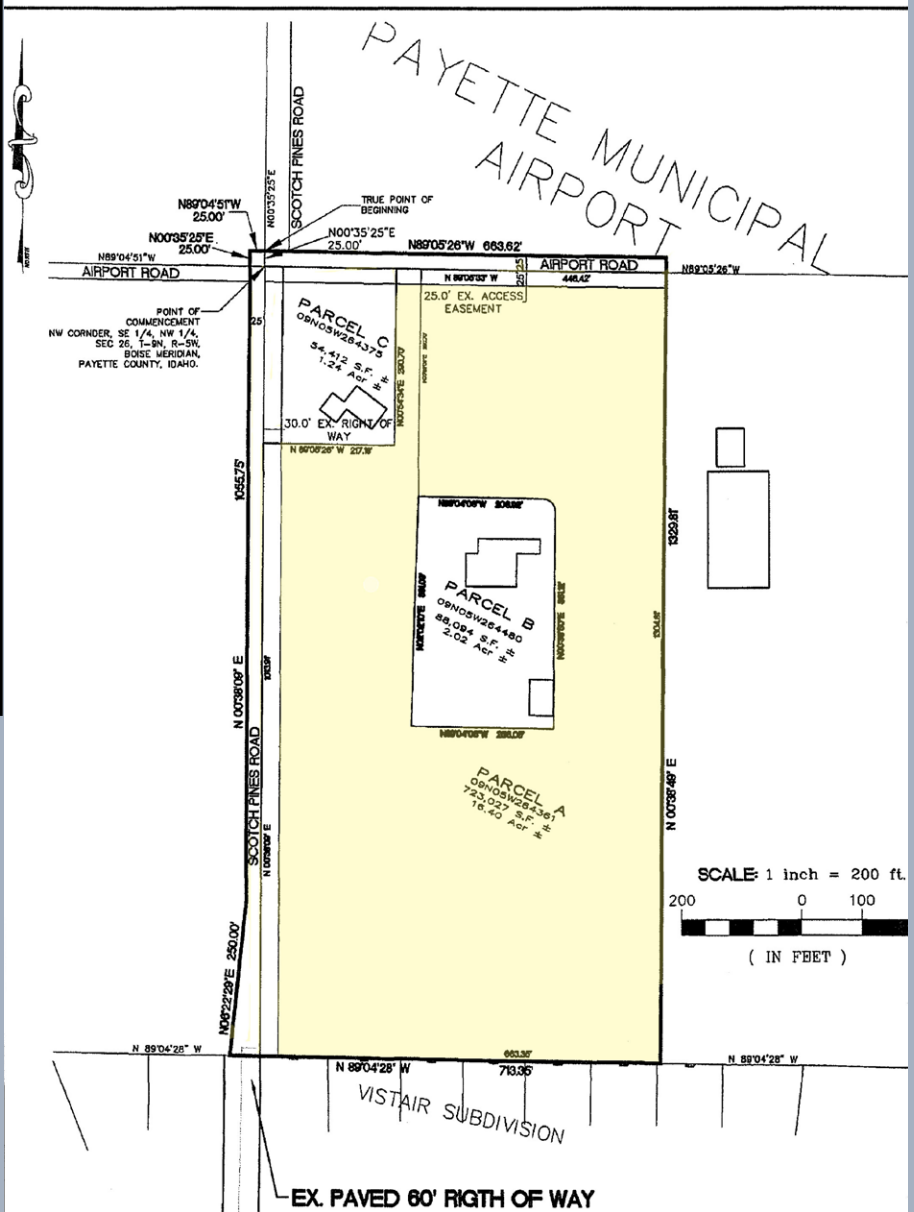 PAYETTE MUNICIPAL
AIRPORT
SCOTCH PINES ROAD
N00°35'25"E
TRUE POINT OF
BEGINNING
N89°04'51"W
25.00'
N00°35'25"E
25.00'
N00°35'25"E
25.00'
N89°05'26"W 663.62'
N89°04'51"W
AIRPORT ROAD
AIRPORT ROAD
N89°05'26"W
25' 25'
446.42'
25.0' EX. ACCESS
EASEMENT
POINT OF
COMMENCEMENT
NW CORNDER, SE 1/4, NW 1/4,
SEC 26, T-9N, R-5W,
BOISE MERIDIAN,
PAYETTE COUNTY, IDAHO.
25'
PARCEL C
09N05W264375
54,412 S.F. ±
1.24 Acr ±
30.0' EX. RIGHT OF
WAY
1055.75'
1329.81'
PARCEL B
09N05W264480
88,094 S.F. ±
2.02 Acr ±
N 00°38'09" E
SCOTCH PINES ROAD
PARCEL A
09N05W264361
723,027 S.F. ±
16.40 Acr ±
N 00°38'49" E
SCALE: 1 inch = 200 ft.
200 0 100
( IN FEET )
N06°22'29"E 250.00'
N 89°04'28" W
663.35'
N 89°04'28" W
713.35'
N 89°04'28" W
VISTAIR SUBDIVISION
EX. PAVED 60' RIGTH OF WAY